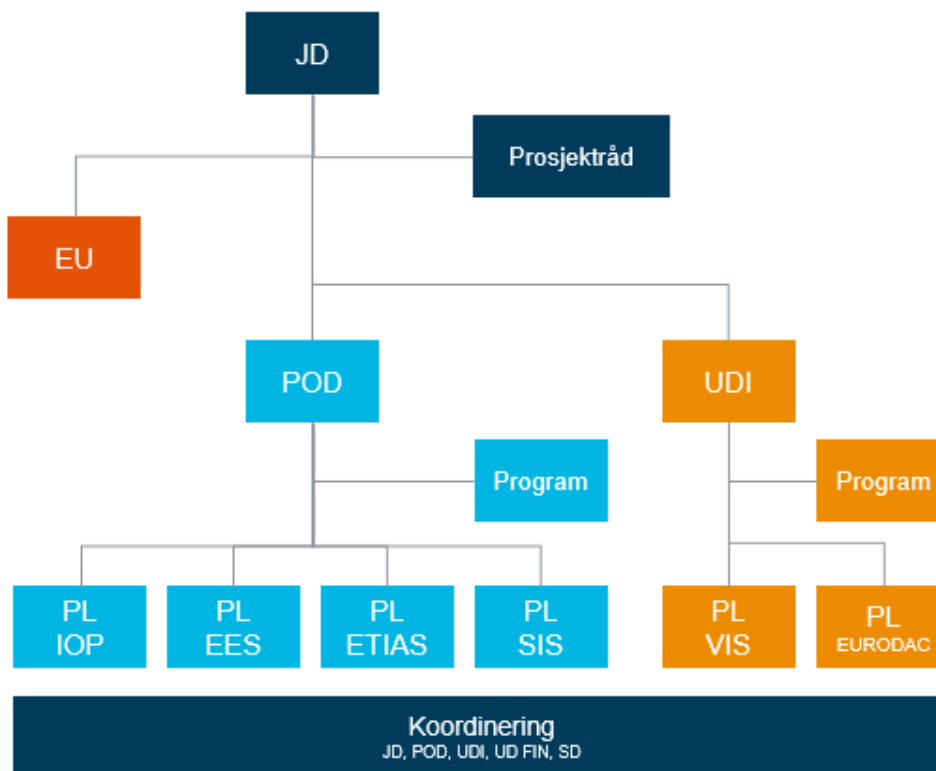 JD
Prosjektråd
EU
POD
UDI
Program
Program
PL
IOP
PL
EES
PL
ETIAS
PL
SIS
PL
VIS
PL
EURODAC
Koordinering
JD, POD, UDI, UD FIN, SD